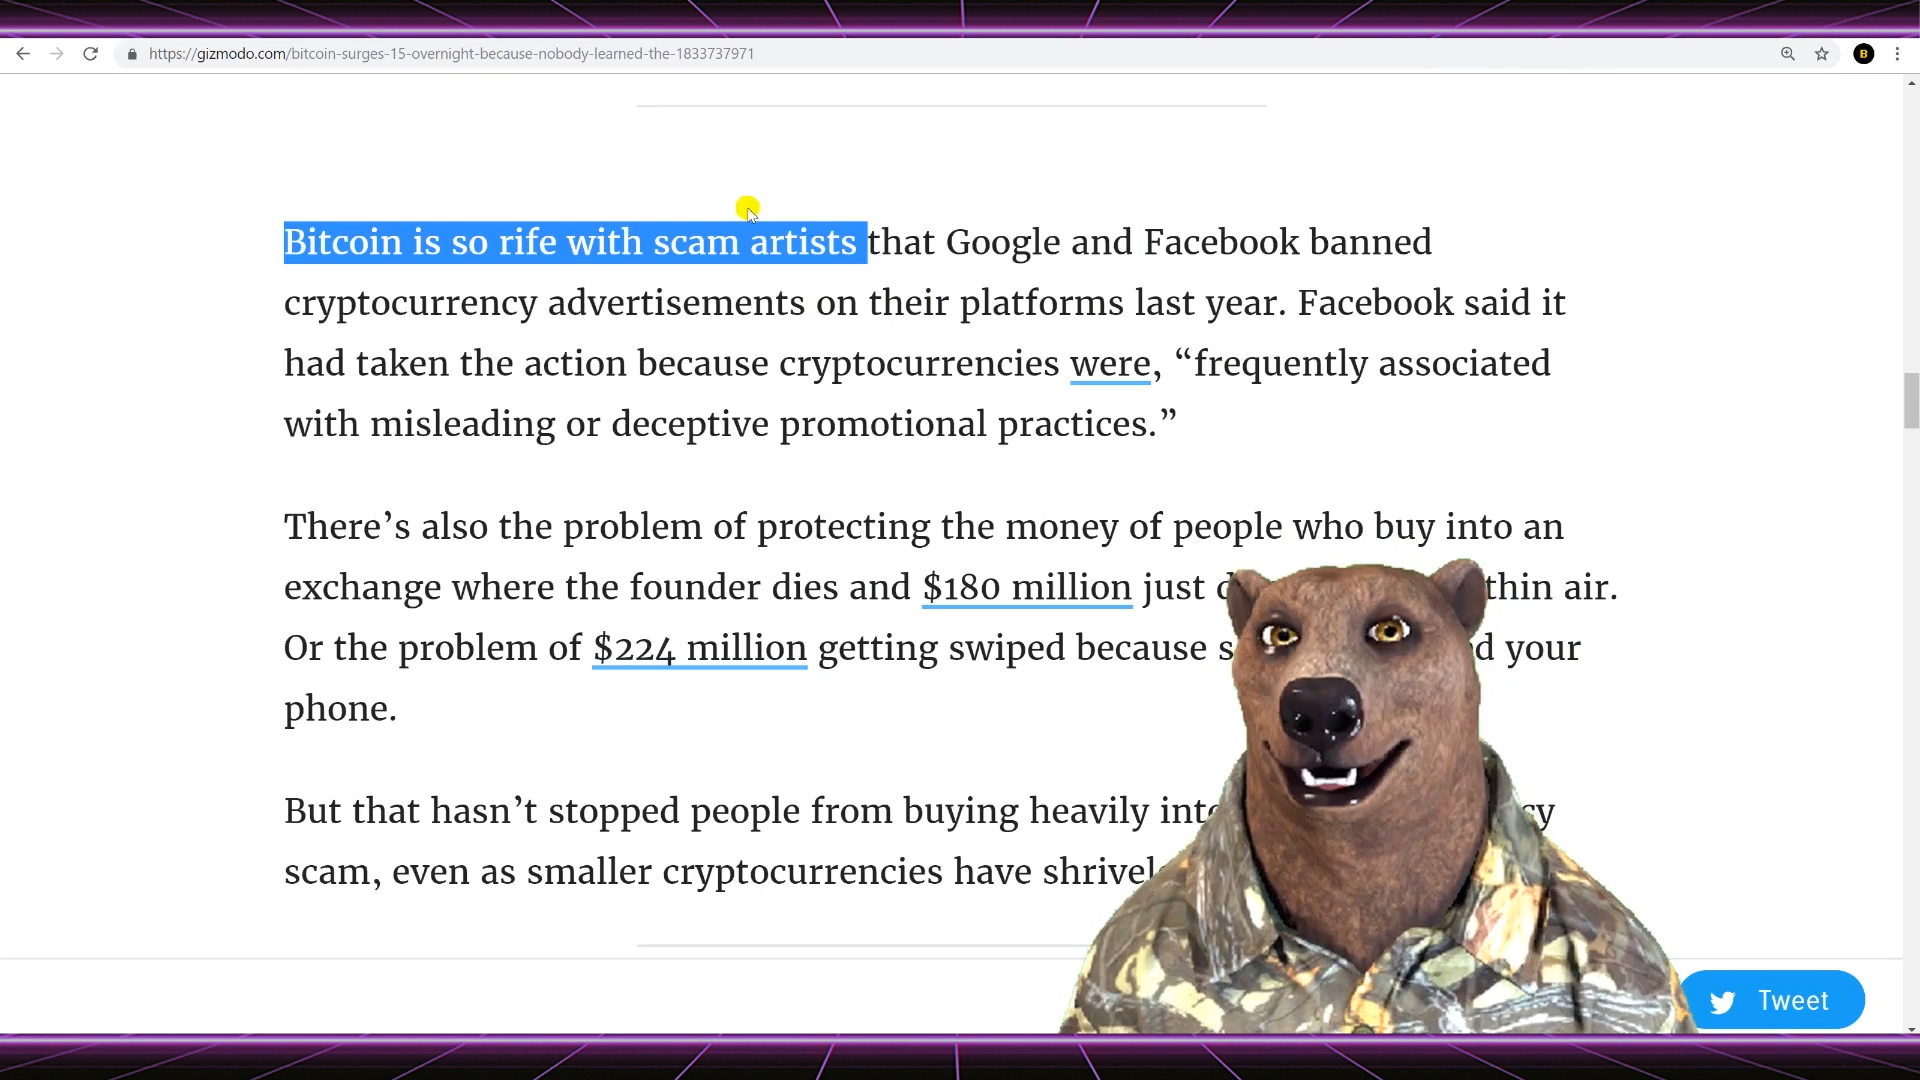 https://gizmodo.com/bitcoin-surges-15-overnight-because-nobody-learned-the-1833737971
B
Bitcoin is so rife with scam artists that Google and Facebook banned
cryptocurrency advertisements on their platforms last year. Facebook said it
had taken the action because cryptocurrencies were, “frequently associated
with misleading or deceptive promotional practices.”
There’s also the problem of protecting the money of people who buy into an
exchange where the founder dies and $180 million just thin air.
Or the problem of $224 million getting swiped because your
phone.
But that hasn’t stopped people from buying heavily
scam, even as smaller cryptocurrencies have
Tweet